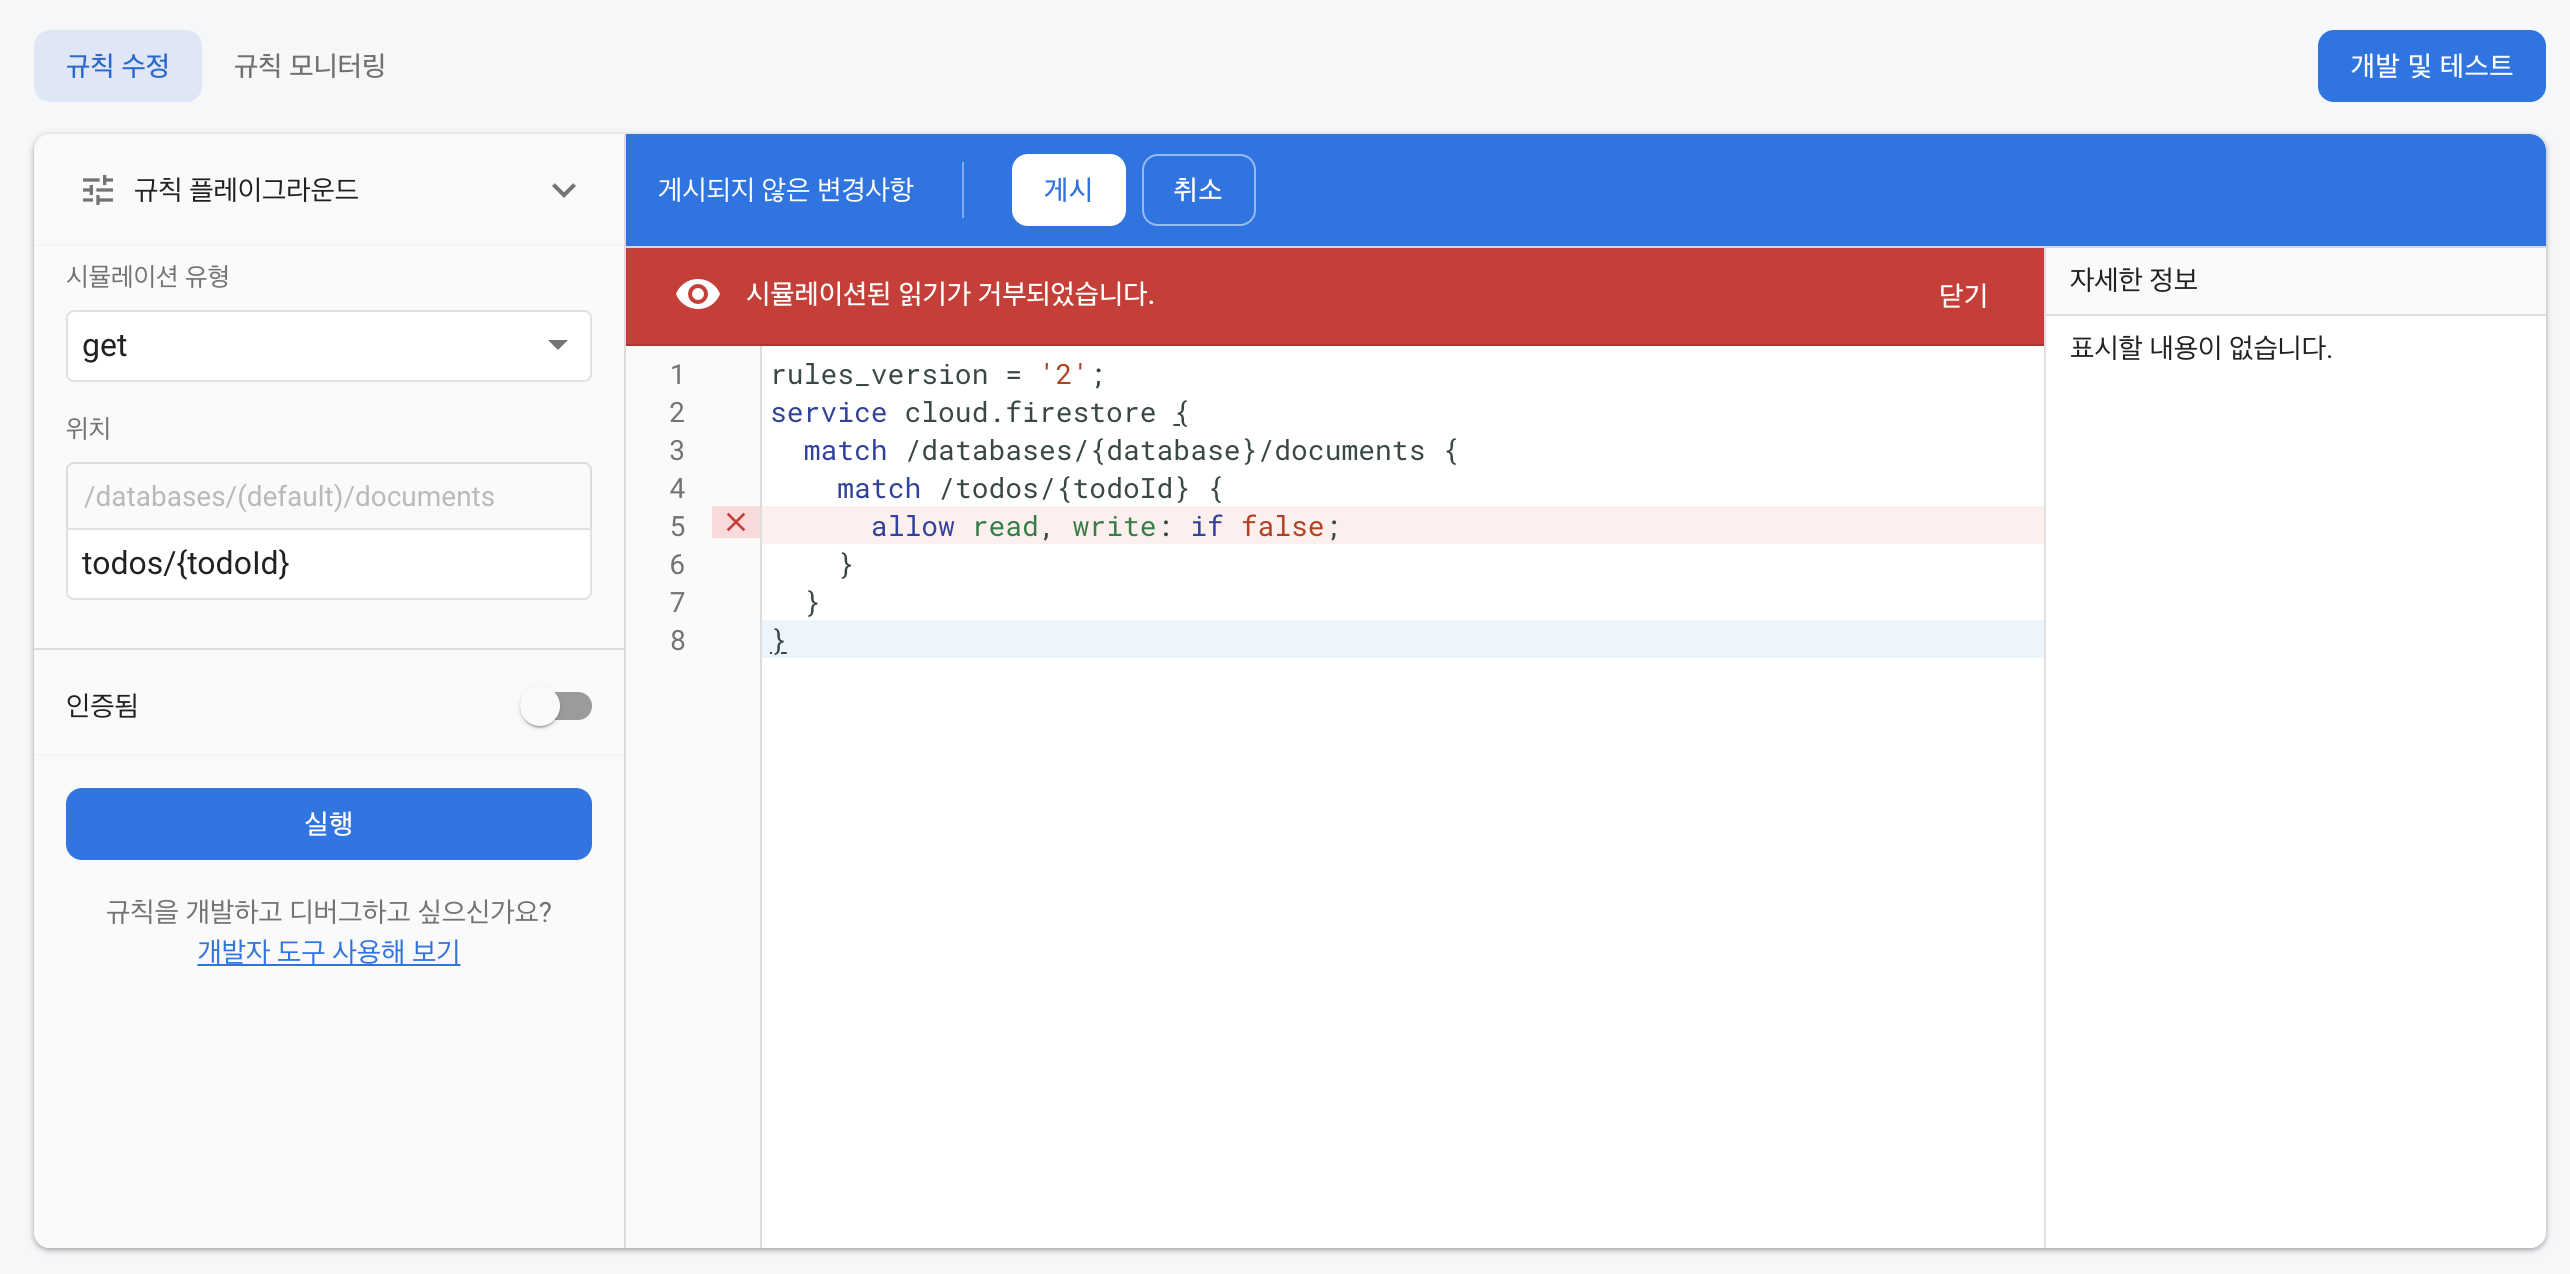 규칙 수정
규칙 모니터링
개발 및 테스트
규칙 플레이그라운드
시뮬레이션 유형
get
위치
/databases/(default)/documents
todos/{todoId}
인증됨
실행
규칙을 개발하고 디버그하고 싶으신가요?
개발자 도구 사용해 보기
게시되지 않은 변경사항
게시
취소
시뮬레이션된 읽기가 거부되었습니다.
닫기
1 rules_version = '2';
2 service cloud.firestore {
3   match /databases/{database}/documents {
4     match /todos/{todoId} {
5       allow read, write: if false;
6     }
7   }
8 }
자세한 정보
표시할 내용이 없습니다.